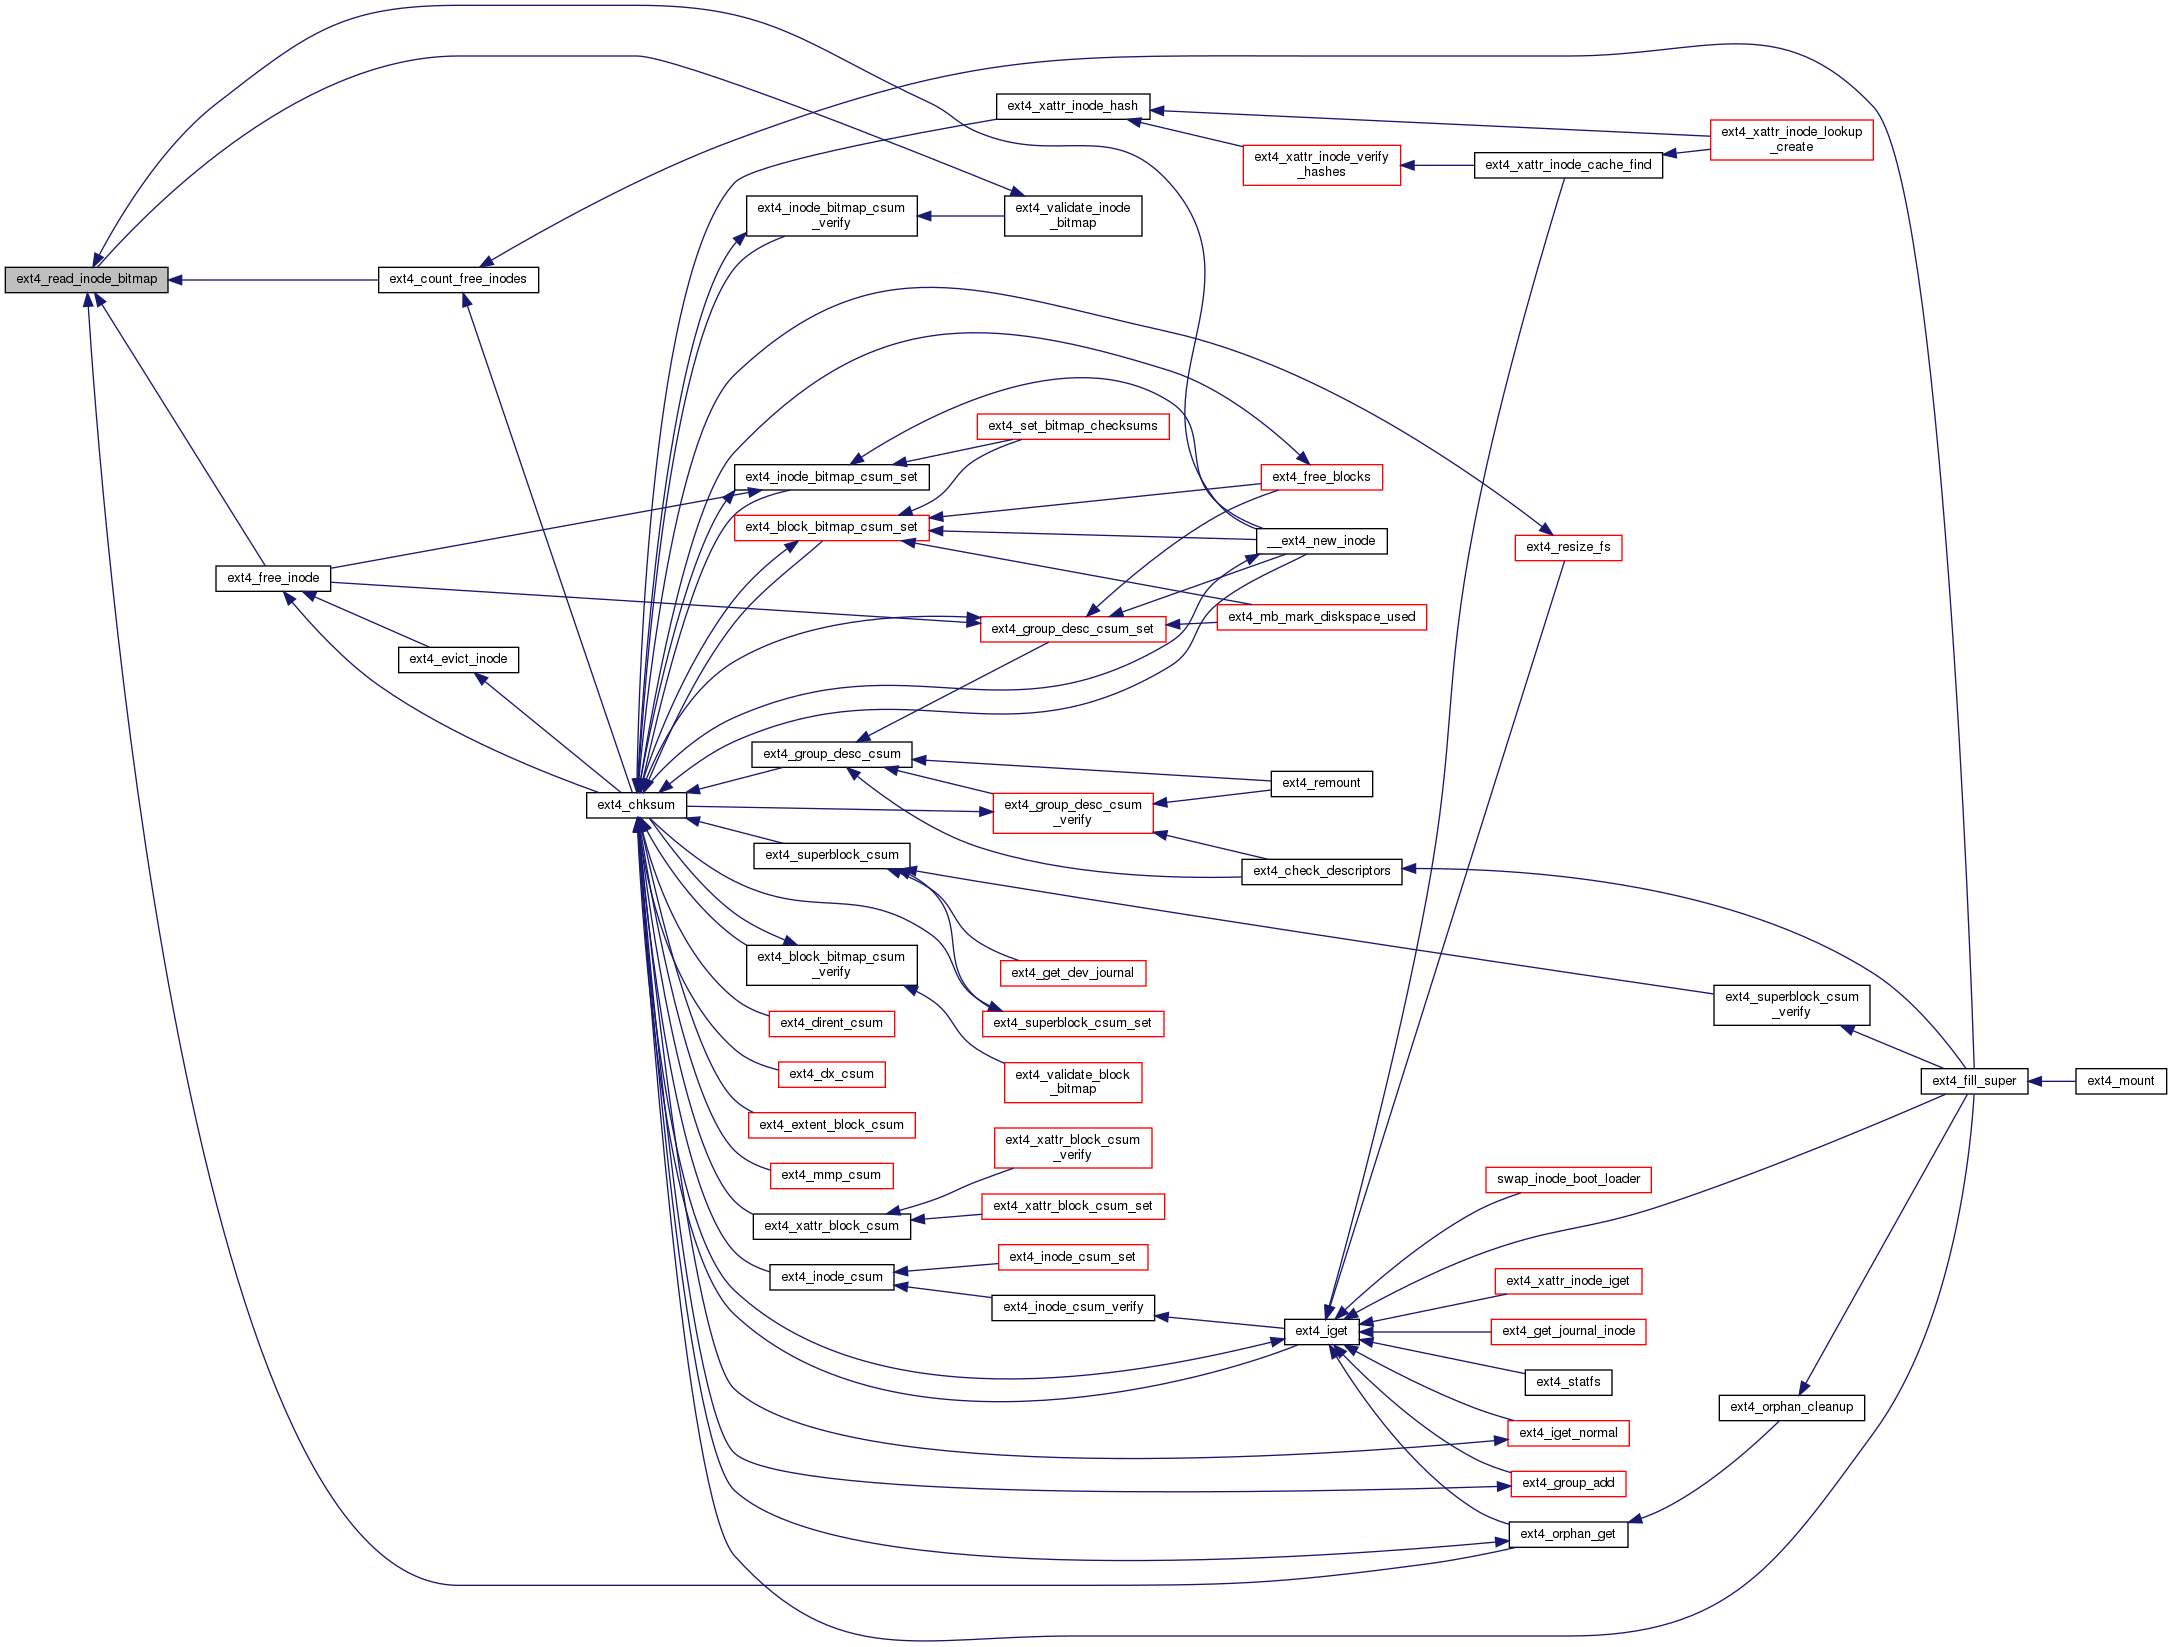 ext4_xattr_inode_hash
ext4_xattr_inode_lookup
_create
ext4_xattr_inode_verify
_hashes
ext4_xattr_inode_cache_find
ext4_inode_bitmap_csum
_verify
ext4_validate_inode
_bitmap
ext4_read_inode_bitmap
ext4_count_free_inodes
ext4_set_bitmap_checksums
ext4_inode_bitmap_csum_set
ext4_free_blocks
ext4_block_bitmap_csum_set
__ext4_new_inode
ext4_resize_fs
ext4_free_inode
ext4_mb_mark_diskspace_used
ext4_group_desc_csum_set
ext4_evict_inode
ext4_group_desc_csum
ext4_remount
ext4_chksum
ext4_group_desc_csum
_verify
ext4_superblock_csum
ext4_check_descriptors
ext4_block_bitmap_csum
_verify
ext4_get_dev_journal
ext4_superblock_csum
_verify
ext4_dirent_csum
ext4_superblock_csum_set
ext4_dx_csum
ext4_validate_block
_bitmap
ext4_fill_super
ext4_mount
ext4_extent_block_csum
ext4_xattr_block_csum
_verify
ext4_mmp_csum
swap_inode_boot_loader
ext4_xattr_block_csum_set
ext4_xattr_block_csum
ext4_inode_csum_set
ext4_inode_csum
ext4_xattr_inode_iget
ext4_inode_csum_verify
ext4_iget
ext4_get_journal_inode
ext4_statfs
ext4_orphan_cleanup
ext4_iget_normal
ext4_group_add
ext4_orphan_get